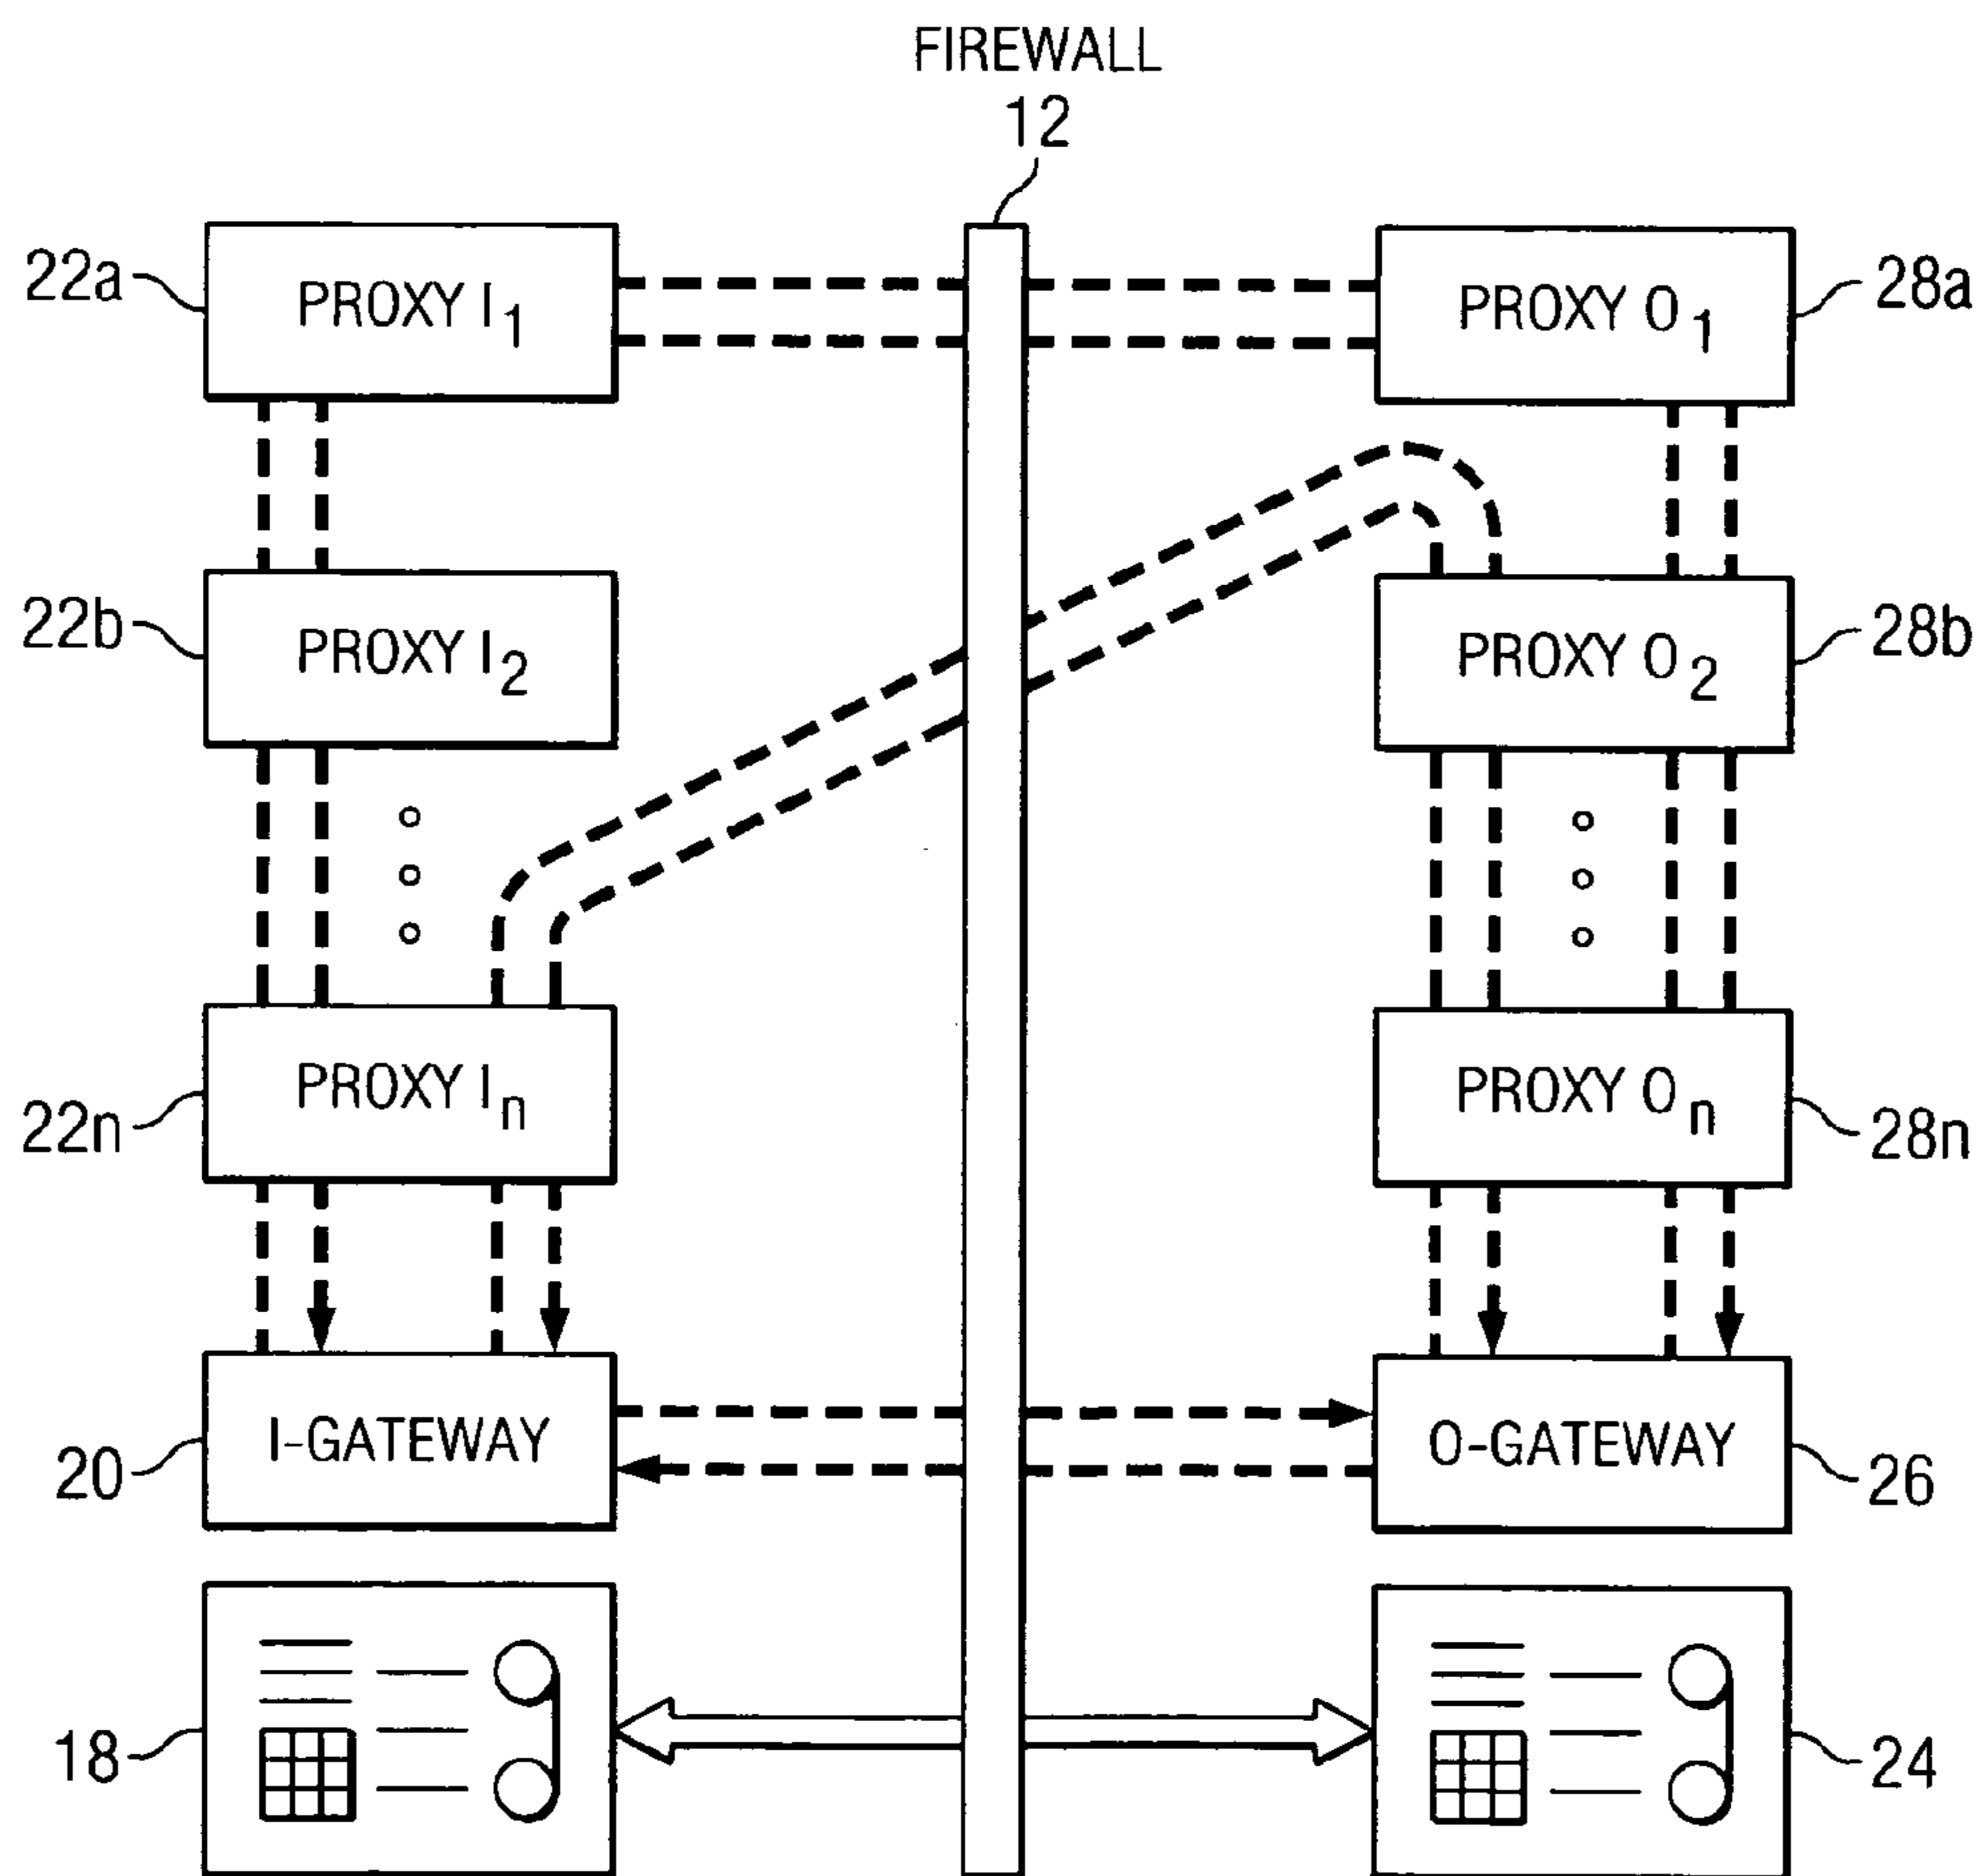 FIREWALL
12
22a
PROXY I1
PROXY O1
28a
22b
PROXY I2
PROXY O2
28b
22n
PROXY In
PROXY On
28n
20
I-GATEWAY
O-GATEWAY
26
18
24